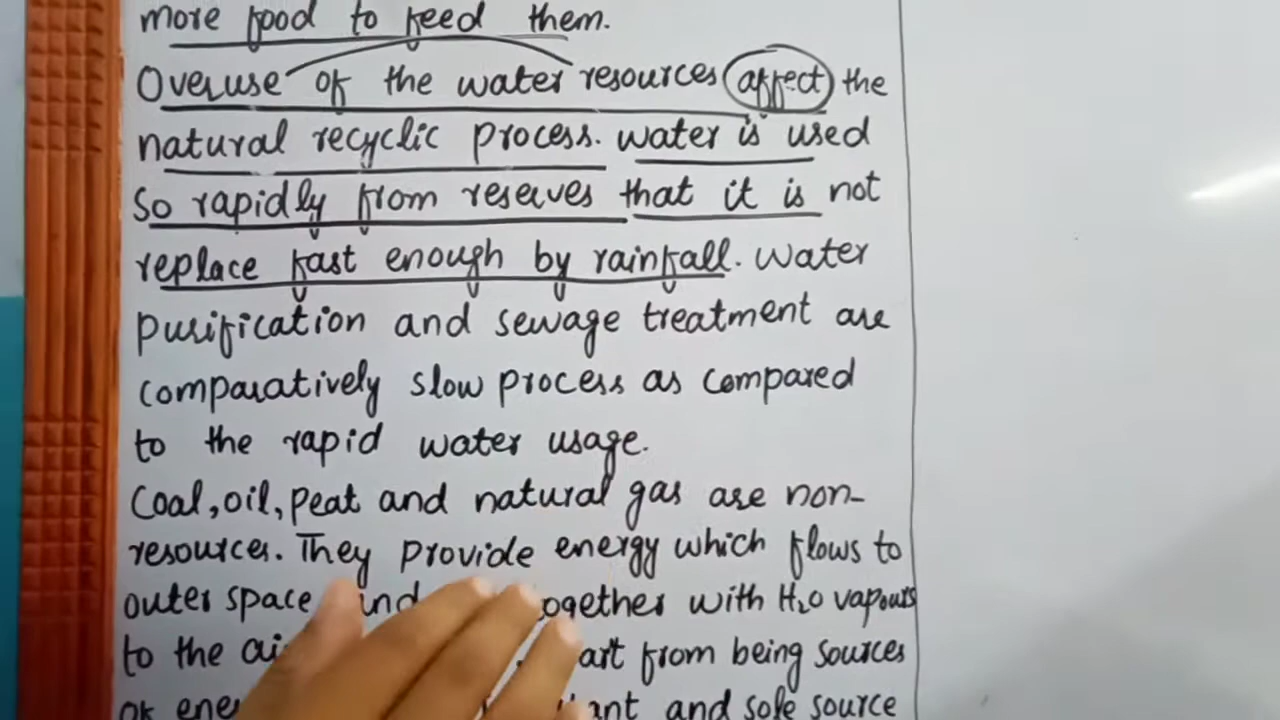 more food to feed them.
Overuse of the water resources affect the
natural recyclic process. water is used
So rapidly from reserves that it is not
replace fast enough by rainfall. Water
purification and sewage treatment are
comparatively slow process as compared
to the rapid water usage.
Coal, oil, peat and natural gas are non-
resources. They provide energy which flows to
outer space together with H2O vapours
to the from being sources
of and sole source